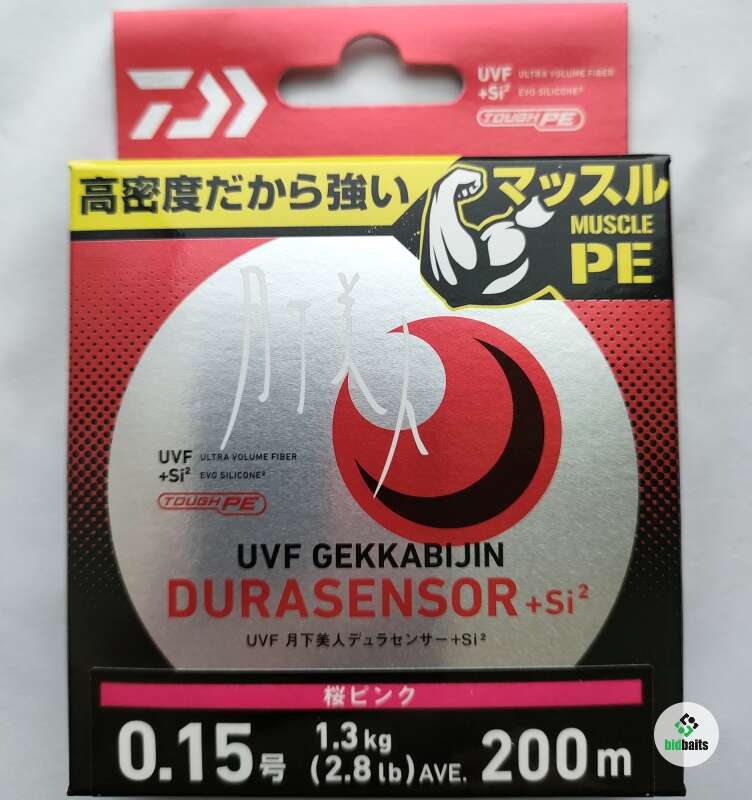 UVF ULTRA VOLUME FIBER
+Si² EVO SILICONE²
TOUGH PE
高密度だから強い
マッスル
MUSCLE
PE
月下美人
UVF ULTRA VOLUME FIBER
+Si² EVO SILICONE²
TOUGH PE
UVF GEKKABIJIN
DURASENSOR +Si²
UVF 月下美人デュラセンサー+Si²
桜ピンク
0.15号 1.3kg (2.8lb) AVE. 200m
bidbaits